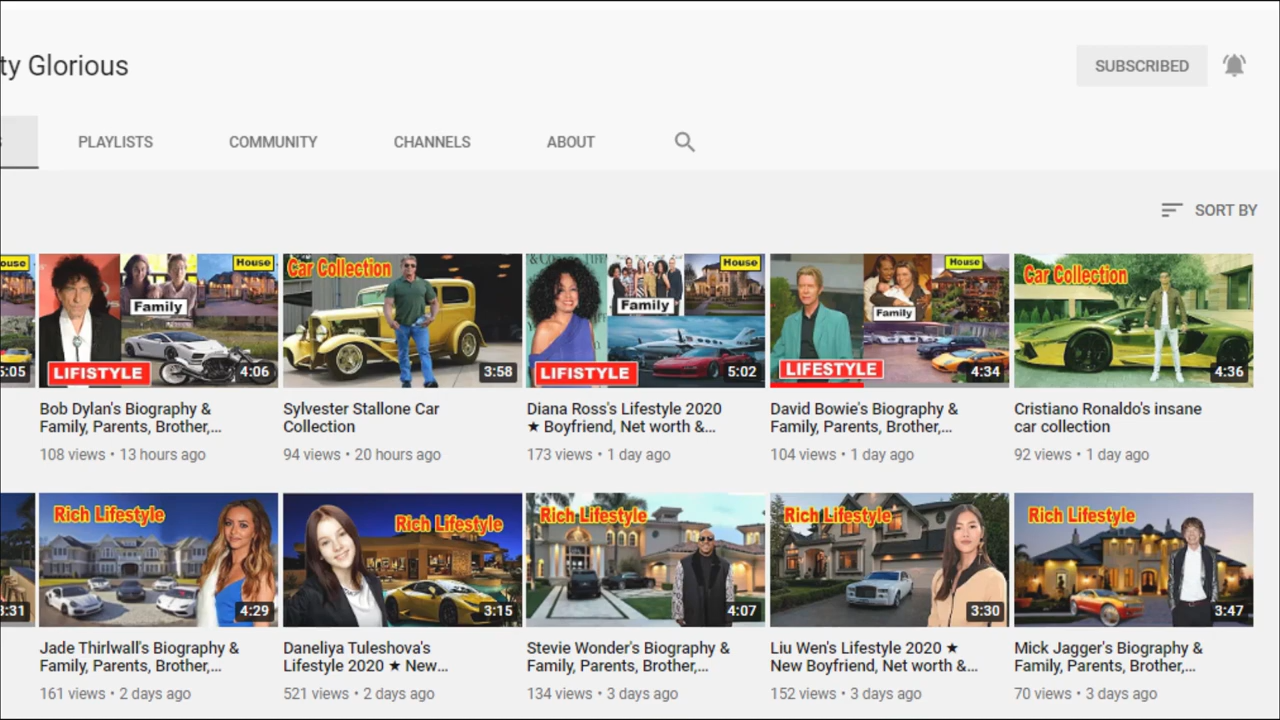 ty Glorious
SUBSCRIBED
S PLAYLISTS COMMUNITY CHANNELS ABOUT
SORT BY
ouse
5:05
House
Family
LIFISTYLE
4:06
Car Collection
3:58
House
Family
LIFISTYLE
5:02
House
Family
LIFESTYLE
4:34
Car Collection
4:36
Bob Dylan's Biography &
Family, Parents, Brother,...
108 views • 13 hours ago
Sylvester Stallone Car
Collection
94 views • 20 hours ago
Diana Ross's Lifestyle 2020
★ Boyfriend, Net worth &...
173 views • 1 day ago
David Bowie's Biography &
Family, Parents, Brother,...
104 views • 1 day ago
Cristiano Ronaldo's insane
car collection
92 views • 1 day ago
3:31
Rich Lifestyle
4:29
Rich Lifestyle
3:15
Rich Lifestyle
4:07
Rich Lifestyle
3:30
Rich Lifestyle
3:47
Jade Thirlwall's Biography &
Family, Parents, Brother,...
161 views • 2 days ago
Daneliya Tuleshova's
Lifestyle 2020 ★ New...
521 views • 2 days ago
Stevie Wonder's Biography &
Family, Parents, Brother,...
134 views • 3 days ago
Liu Wen's Lifestyle 2020 ★
New Boyfriend, Net worth &...
152 views • 3 days ago
Mick Jagger's Biography &
Family, Parents, Brother,...
70 views • 3 days ago